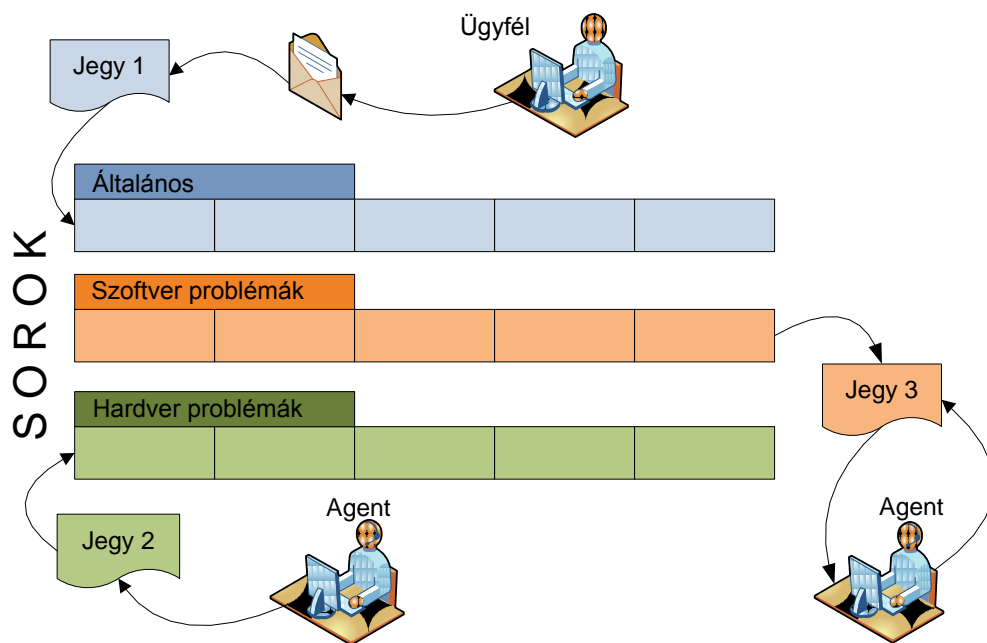 Ügyfél
Jegy 1
Általános
SOROK
Szoftver problémák
Jegy 3
Hardver problémák
Agent
Agent
Jegy 2